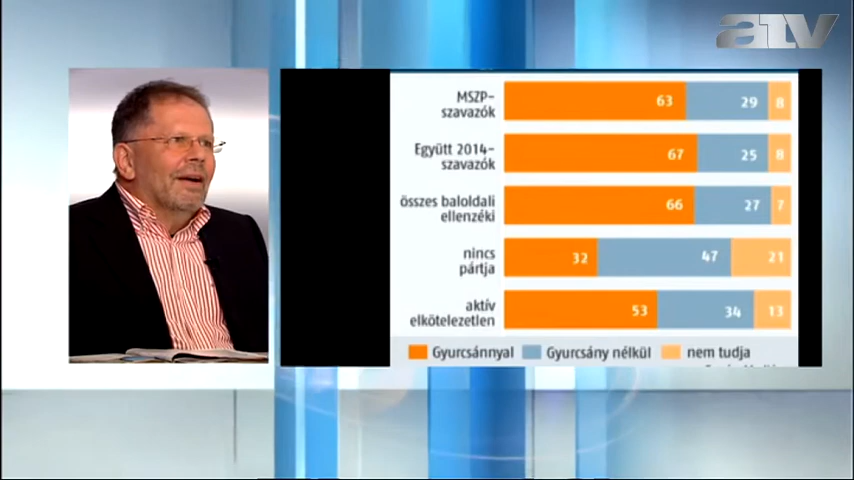 atv
MSZP-
szavazók
63 29 8
Együtt 2014-
szavazók
67 25 8
összes baloldali
ellenzéki
66 27 7
nincs
pártja
32 47 21
aktív
elkötelezetlen
53 34 13
Gyurcsánnyal Gyurcsány nélkül nem tudja